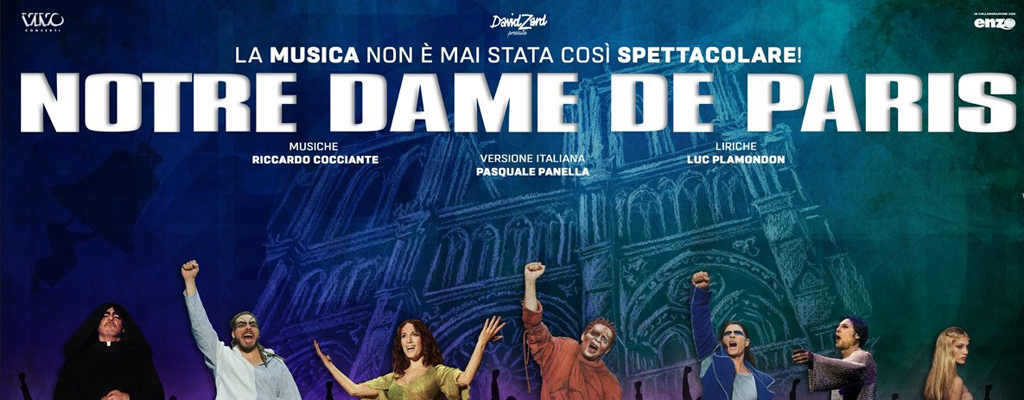 VIVO
CONCERTI
David Zard
presenta
IN COLLABORAZIONE CON
enzo
LA MUSICA NON È MAI STATA COSÌ SPETTACOLARE!
NOTRE DAME DE PARIS
MUSICHE
RICCARDO COCCIANTE
VERSIONE ITALIANA
PASQUALE PANELLA
LIRICHE
LUC PLAMONDON